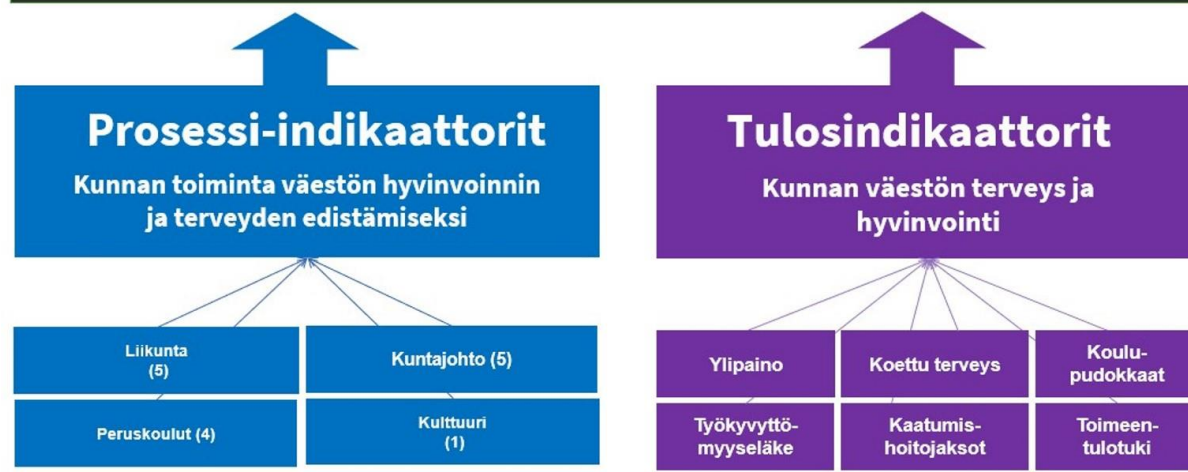 Prosessi-indikaattorit
Kunnan toiminta väestön hyvinvoinnin
ja terveyden edistämiseksi
Liikunta
(5)
Kuntajohto (5)
Peruskoulut (4)
Kulttuuri
(1)
Tulosindikaattorit
Kunnan väestön terveys ja
hyvinvointi
Ylipaino
Koettu terveys
Koulu-
pudokkaat
Työkyvyttö-
myyseläke
Kaatumis-
hoitojaksot
Toimeen-
tulotuki